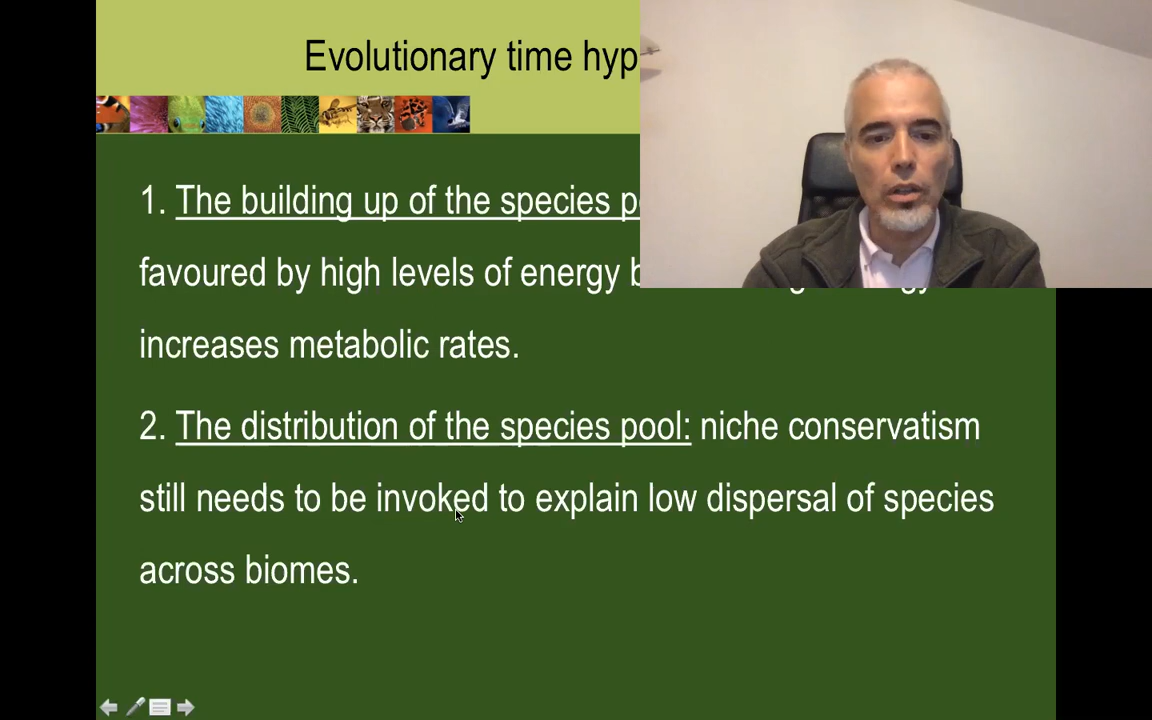 Evolutionary time
1. The building up of the species
favoured by high levels of energy
increases metabolic rates.
2. The distribution of the species pool: niche conservatism
still needs to be invoked to explain low dispersal of species
across biomes.